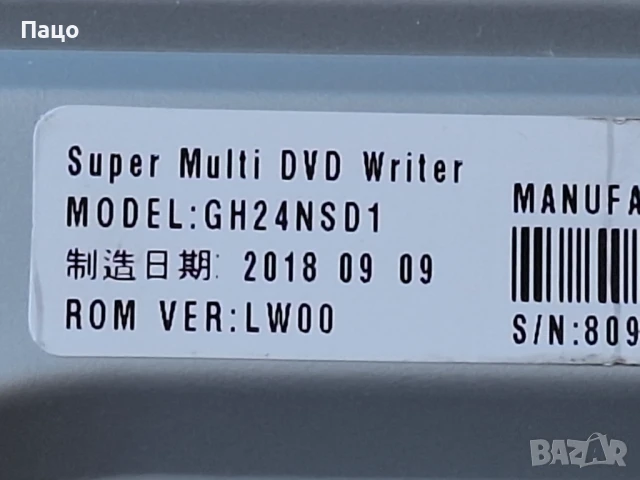 Пацо
Super Multi DVD Writer
MODEL:GH24NSD1
制造日期: 2018 09 09
ROM VER:LW00
MANUFA
S/N:809
BAZAR